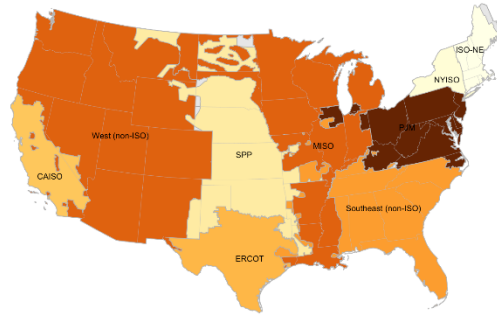 ISO-NE
NYISO
PJM
West (non-ISO)
MISO
SPP
CAISO
Southeast (non-ISO)
ERCOT